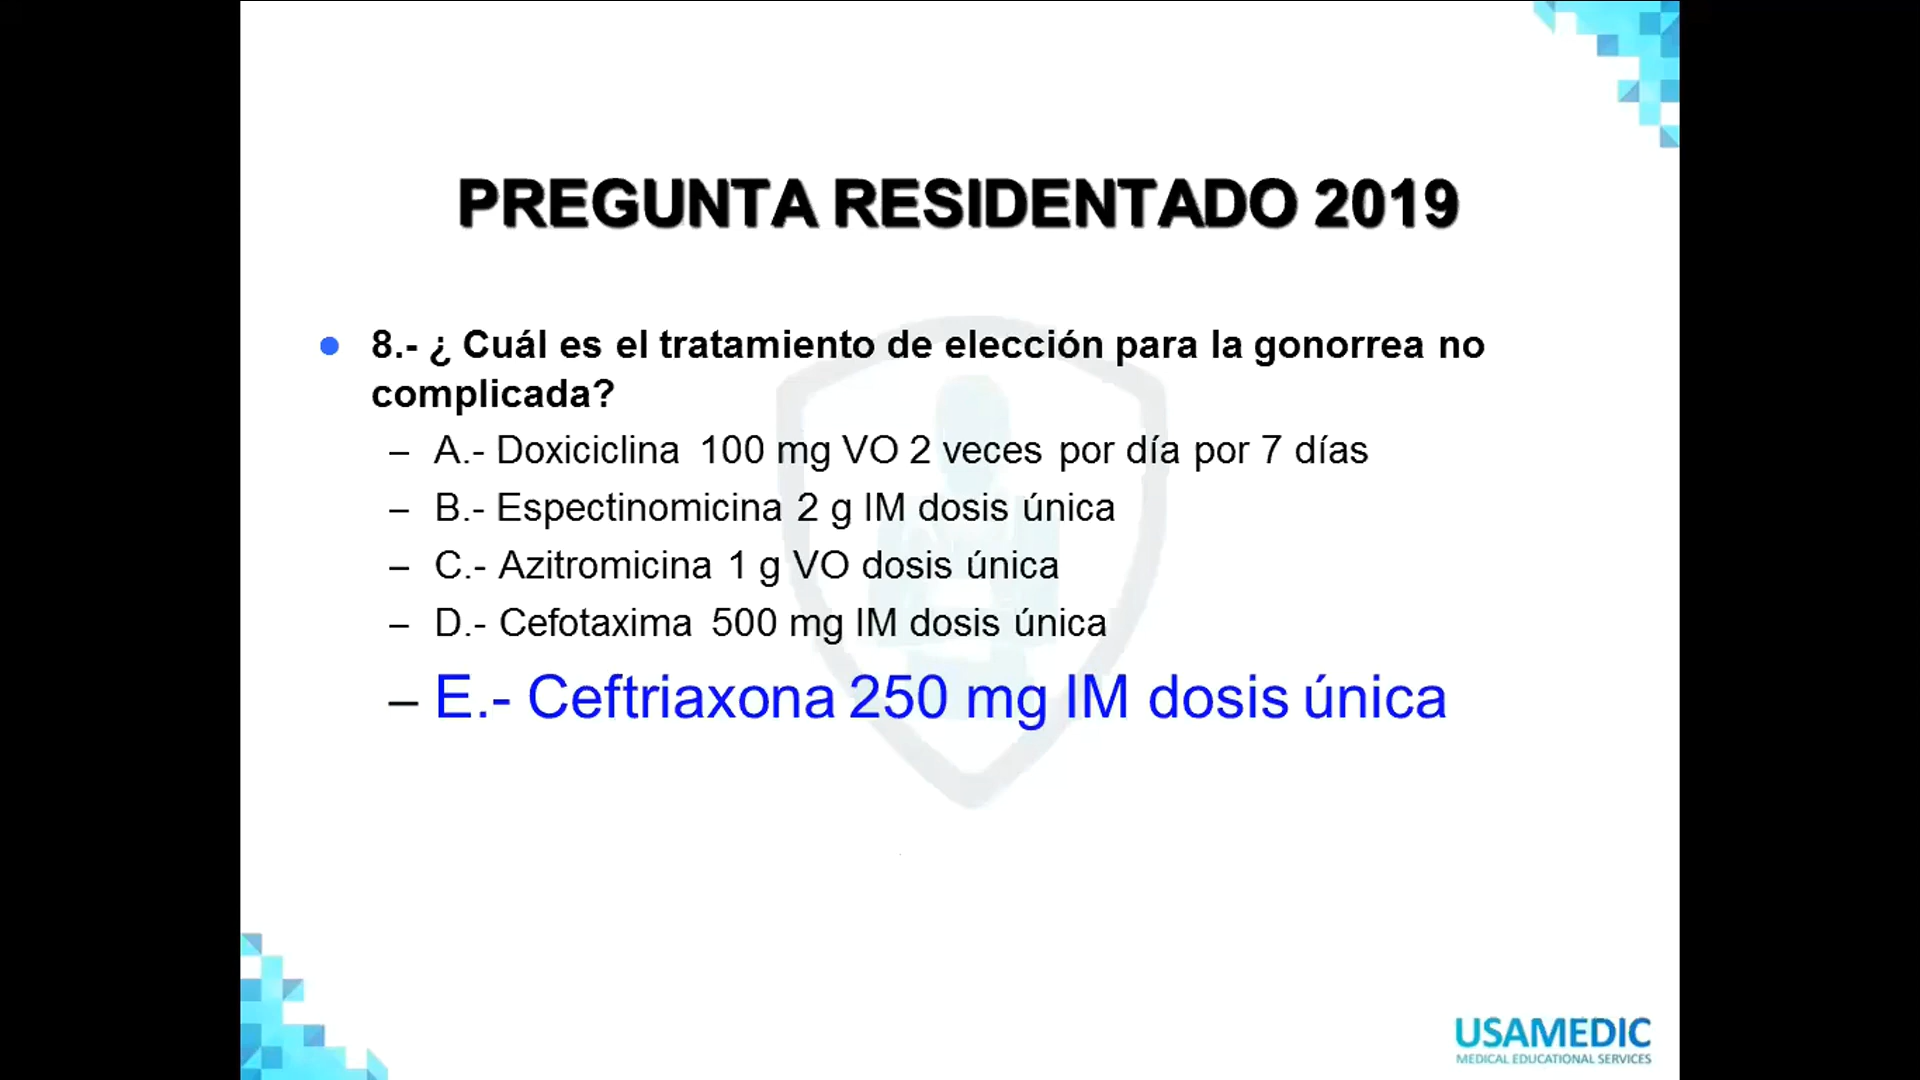 PREGUNTA RESIDENTADO 2019
● 8.- ¿ Cuál es el tratamiento de elección para la gonorrea no
complicada?
– A.- Doxiciclina 100 mg VO 2 veces por día por 7 días
– B.- Espectinomicina 2 g IM dosis única
– C.- Azitromicina 1 g VO dosis única
– D.- Cefotaxima 500 mg IM dosis única
– E.- Ceftriaxona 250 mg IM dosis única
USAMEDIC
MEDICAL EDUCATIONAL SERVICES